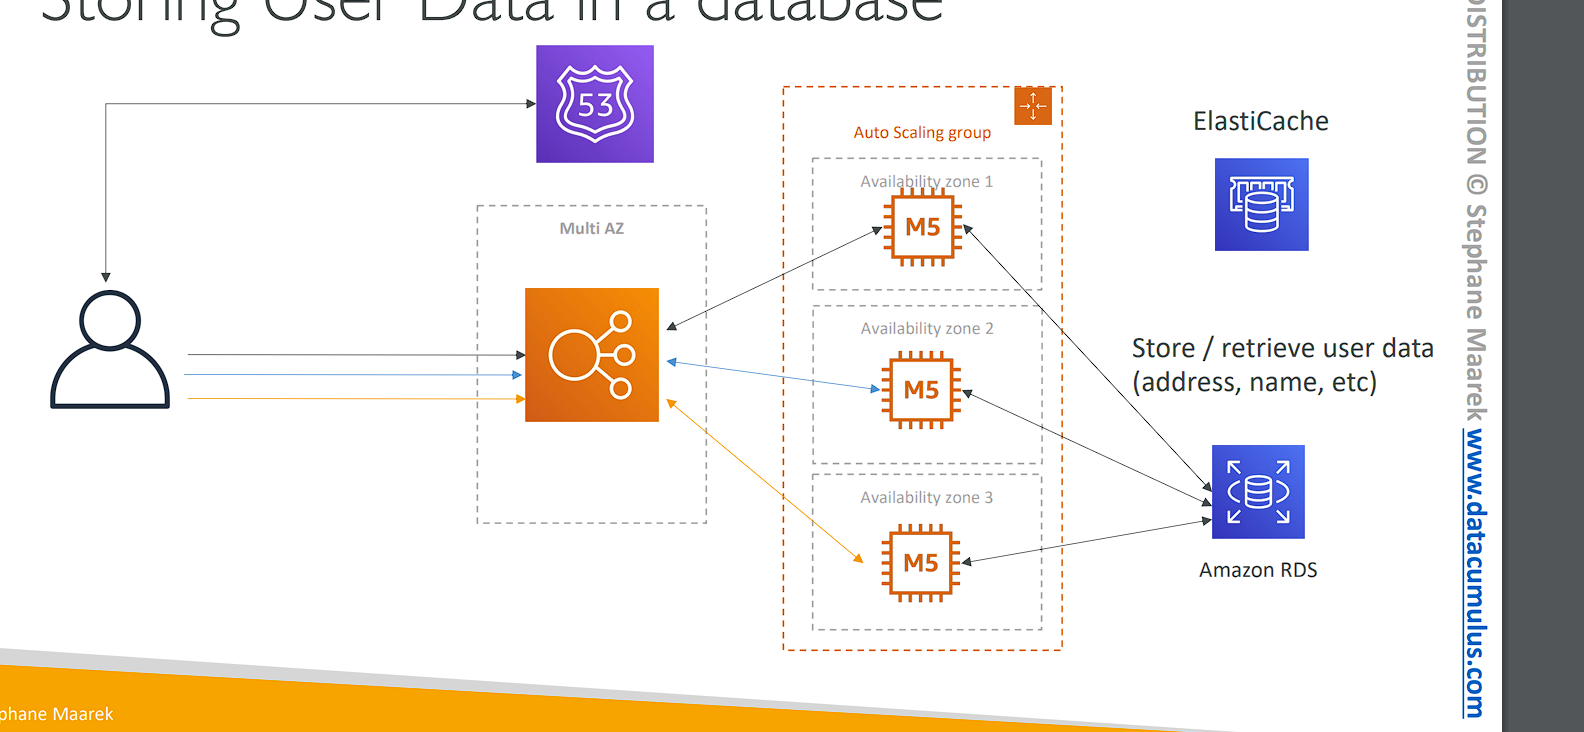 Storing User Data in a database
53
Auto Scaling group
ElastiCache
Availability zone 1
M5
Multi AZ
Availability zone 2
M5
Store / retrieve user data
(address, name, etc)
Availability zone 3
M5
Amazon RDS
phane Maarek
DISTRIBUTION © Stephane Maarek www.datacumulus.com